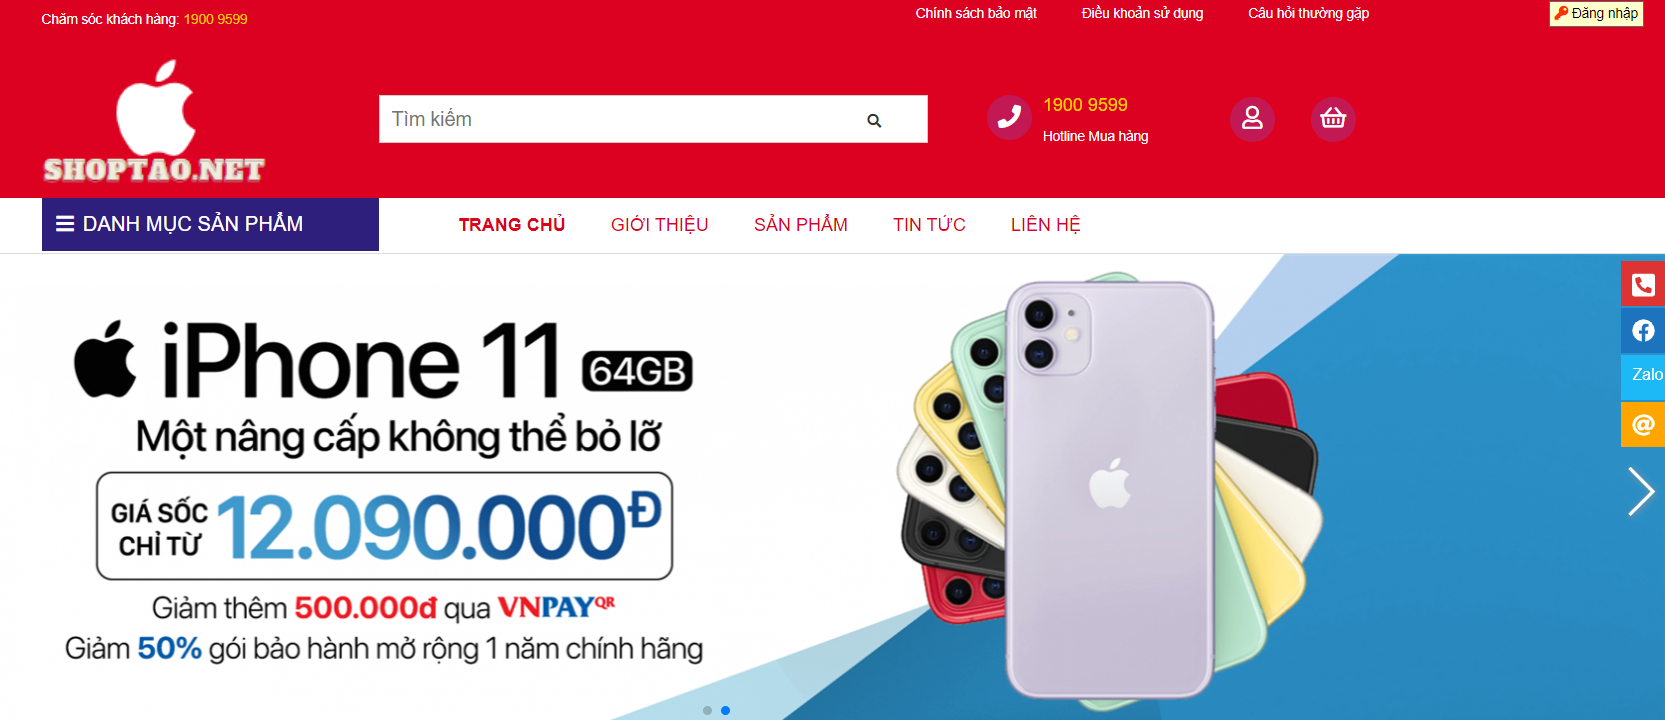 Chăm sóc khách hàng: 1900 9599
Chính sách bảo mật
Điều khoản sử dụng
Câu hỏi thường gặp
Đăng nhập
SHOPTAO.NET
Tìm kiếm
1900 9599
Hotline Mua hàng
DANH MỤC SẢN PHẨM
TRANG CHỦ
GIỚI THIỆU
SẢN PHẨM
TIN TỨC
LIÊN HỆ
iPhone 11 64GB
Một nâng cấp không thể bỏ lỡ
GIÁ SỐC
CHỈ TỪ
12.090.000Đ
Giảm thêm 500.000đ qua VNPAYQR
Giảm 50% gói bảo hành mở rộng 1 năm chính hãng
Zalo